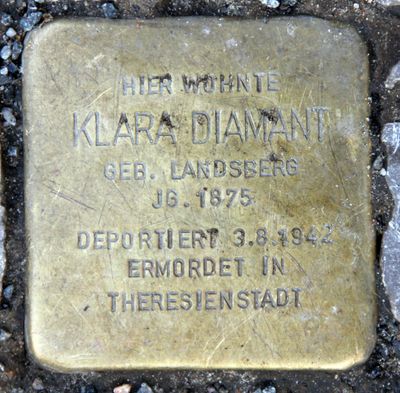 HIER WOHNTE
KLARA DIAMANT
GEB. LANDSBERG
JG. 1875
DEPORTIERT 3.8.1942
ERMORDET IN
THERESIENSTADT